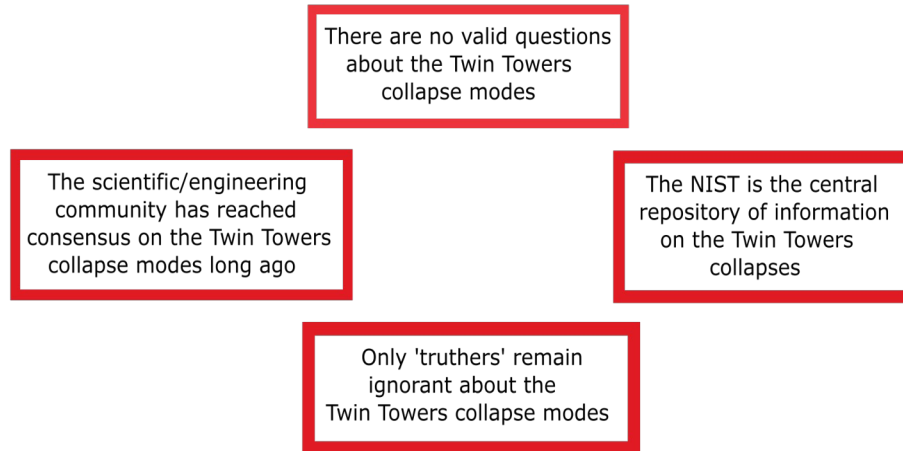 There are no valid questions
about the Twin Towers
collapse modes
The scientific/engineering
community has reached
consensus on the Twin Towers
collapse modes long ago
The NIST is the central
repository of information
on the Twin Towers
collapses
Only 'truthers' remain
ignorant about the
Twin Towers collapse modes